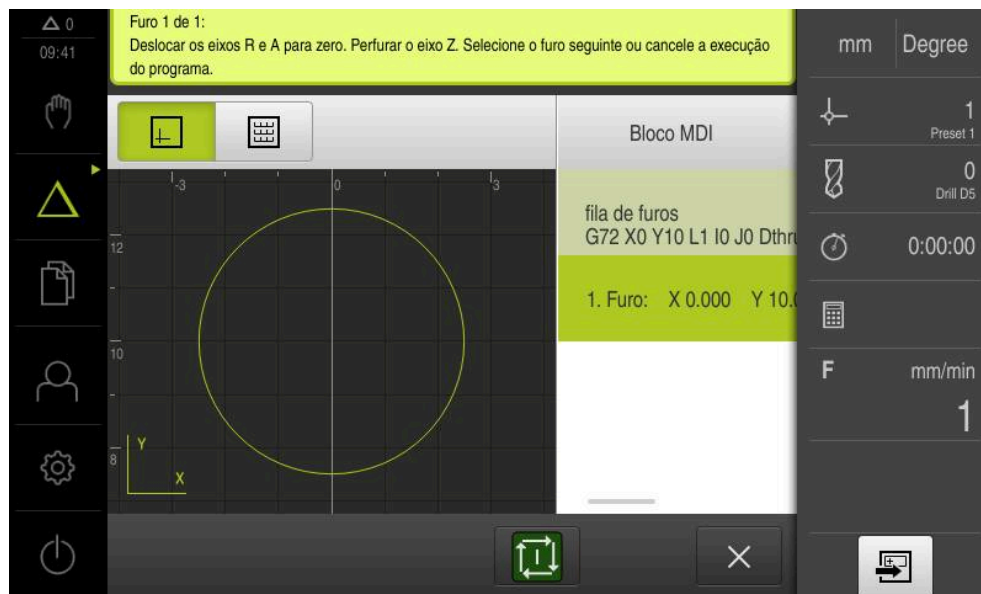 0
09:41
Furo 1 de 1:
Deslocar os eixos R e A para zero. Perfurar o eixo Z. Selecione o furo seguinte ou cancele a execução
do programa.
mm Degree
1
Preset 1
0
Drill D5
0:00:00
F mm/min
1
Bloco MDI
fila de furos
G72 X0 Y10 L1 I0 J0 Dthru
1. Furo: X 0.000 Y 10.0
-3 0 3
12
10
8
Y
X